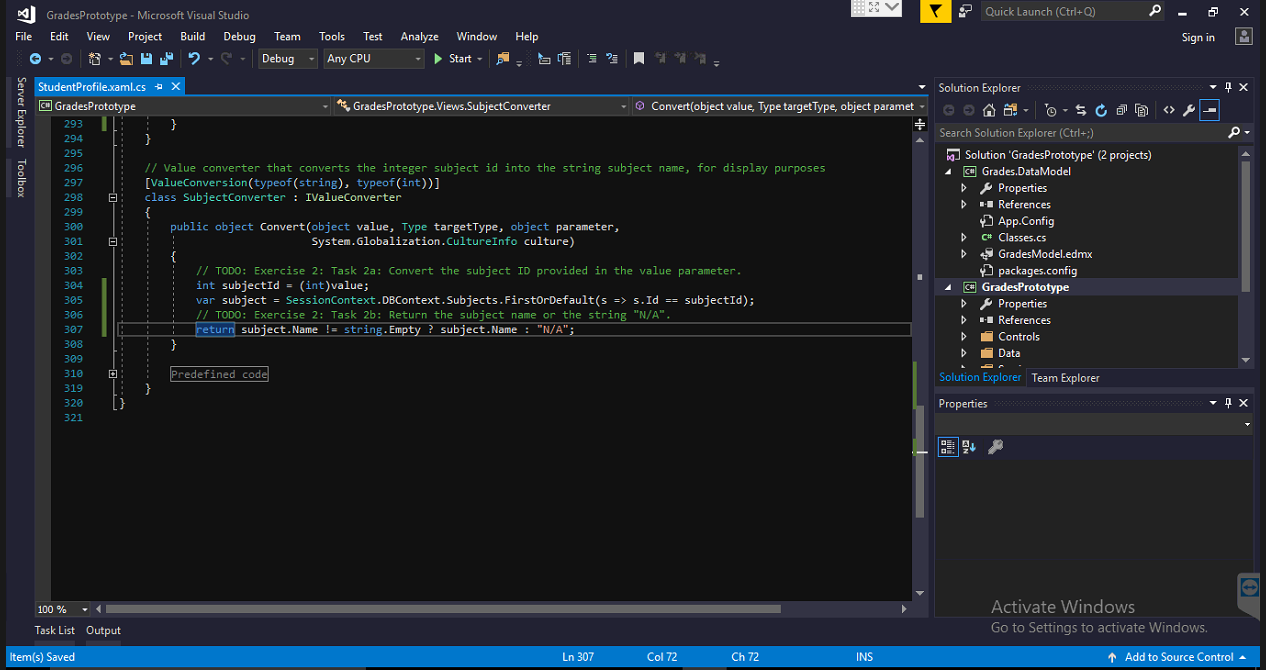 GradesPrototype - Microsoft Visual Studio
Quick Launch (Ctrl+Q)
File Edit View Project Build Debug Team Tools Test Analyze Window Help
Sign in
Debug Any CPU Start
Server Explorer
Toolbox
StudentProfile.xaml.cs
GradesPrototype GradesPrototype.Views.SubjectConverter Convert(object value, Type targetType, object paramet
293 }
294 }
295
296 // Value converter that converts the integer subject id into the string subject name, for display purposes
297 [ValueConversion(typeof(string), typeof(int))]
298 class SubjectConverter : IValueConverter
299 {
300 public object Convert(object value, Type targetType, object parameter,
301 System.Globalization.CultureInfo culture)
302 {
303 // TODO: Exercise 2: Task 2a: Convert the subject ID provided in the value parameter.
304 int subjectId = (int)value;
305 var subject = SessionContext.DBContext.Subjects.FirstOrDefault(s => s.Id == subjectId);
306 // TODO: Exercise 2: Task 2b: Return the subject name or the string "N/A".
307 return subject.Name != string.Empty ? subject.Name : "N/A";
308 }
309
310 Predefined code
319 }
320 }
321
100 %
Task List Output
Solution Explorer
Search Solution Explorer (Ctrl+;)
Solution 'GradesPrototype' (2 projects)
Grades.DataModel
Properties
References
App.Config
Classes.cs
GradesModel.edmx
packages.config
GradesPrototype
Properties
References
Controls
Data
Solution Explorer Team Explorer
Properties
Activate Windows
Go to Settings to activate Windows.
Item(s) Saved Ln 307 Col 72 Ch 72 INS Add to Source Control